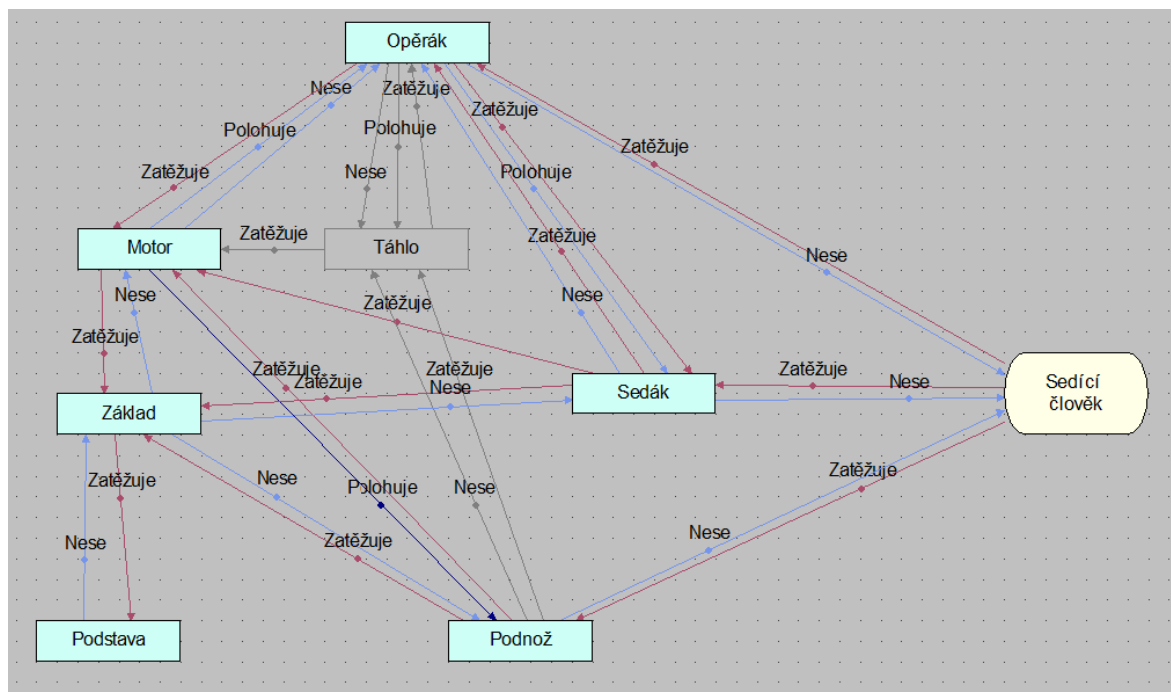 Opěrák
Nese
Zatěžuje
Zatěžuje
Polohuje
Polohuje
Zatěžuje
Zatěžuje
Nese
Polohuje
Motor
Zatěžuje
Táhlo
Zatěžuje
Nese
Nese
Nese
Zatěžuje
Zatěžuje
Zatěžuje
Zatěžuje
Zatěžuje
Zatěžuje
Nese
Nese
Základ
Sedák
Sedící
člověk
Zatěžuje
Nese
Polohuje
Nese
Zatěžuje
Nese
Zatěžuje
Nese
Podstava
Podnož